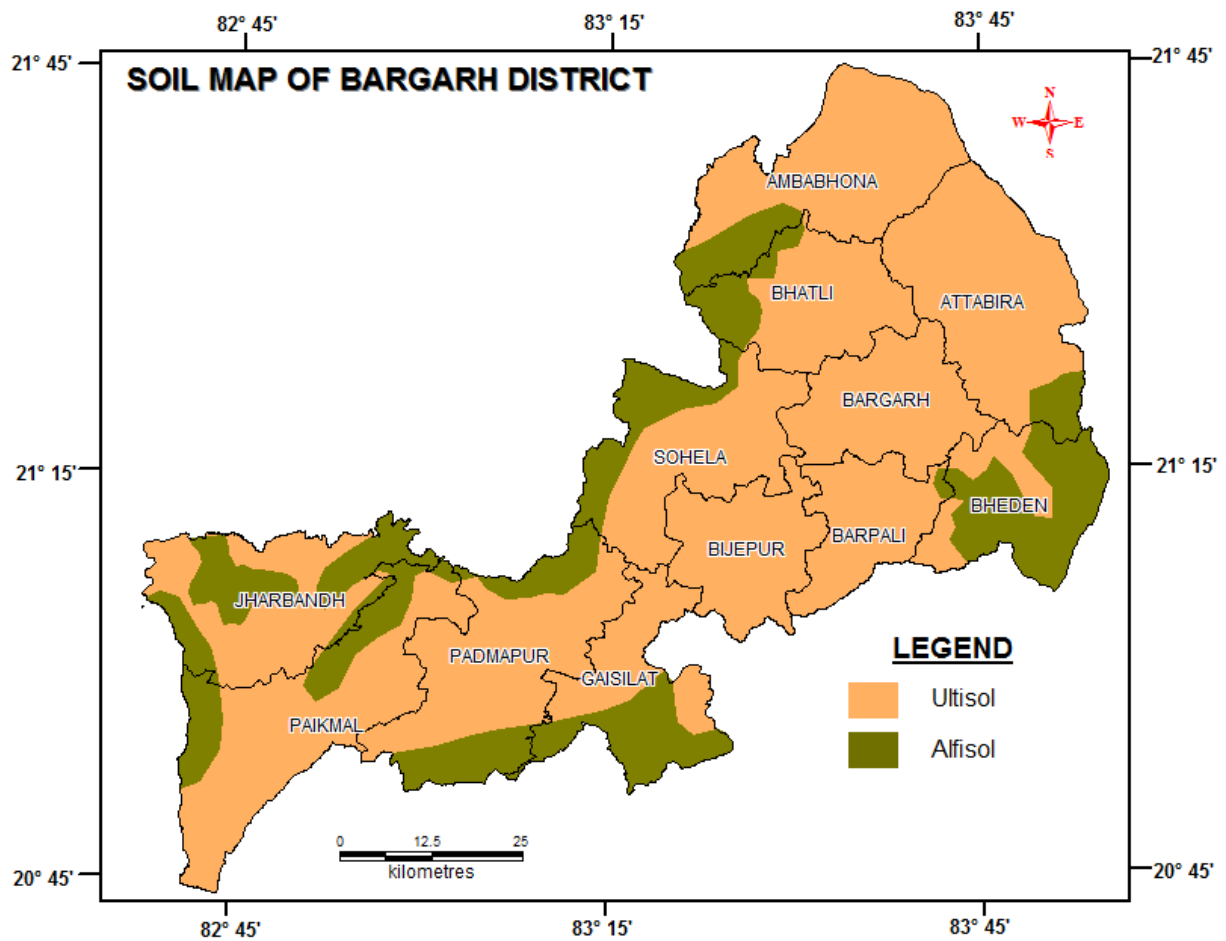 82° 45'
83° 15'
83° 45'
21° 45'
21° 45'
SOIL MAP OF BARGARH DISTRICT
N
W
E
S
AMBABHONA
BHATLI
ATTABIRA
BARGARH
SOHELA
21° 15'
21° 15'
BHEDEN
BARPALI
BIJEPUR
JHARBANDH
PADMAPUR
GAISILAT
PAIKMAL
LEGEND
Ultisol
Alfisol
0 12.5 25
kilometres
20° 45'
20° 45'
82° 45'
83° 15'
83° 45'